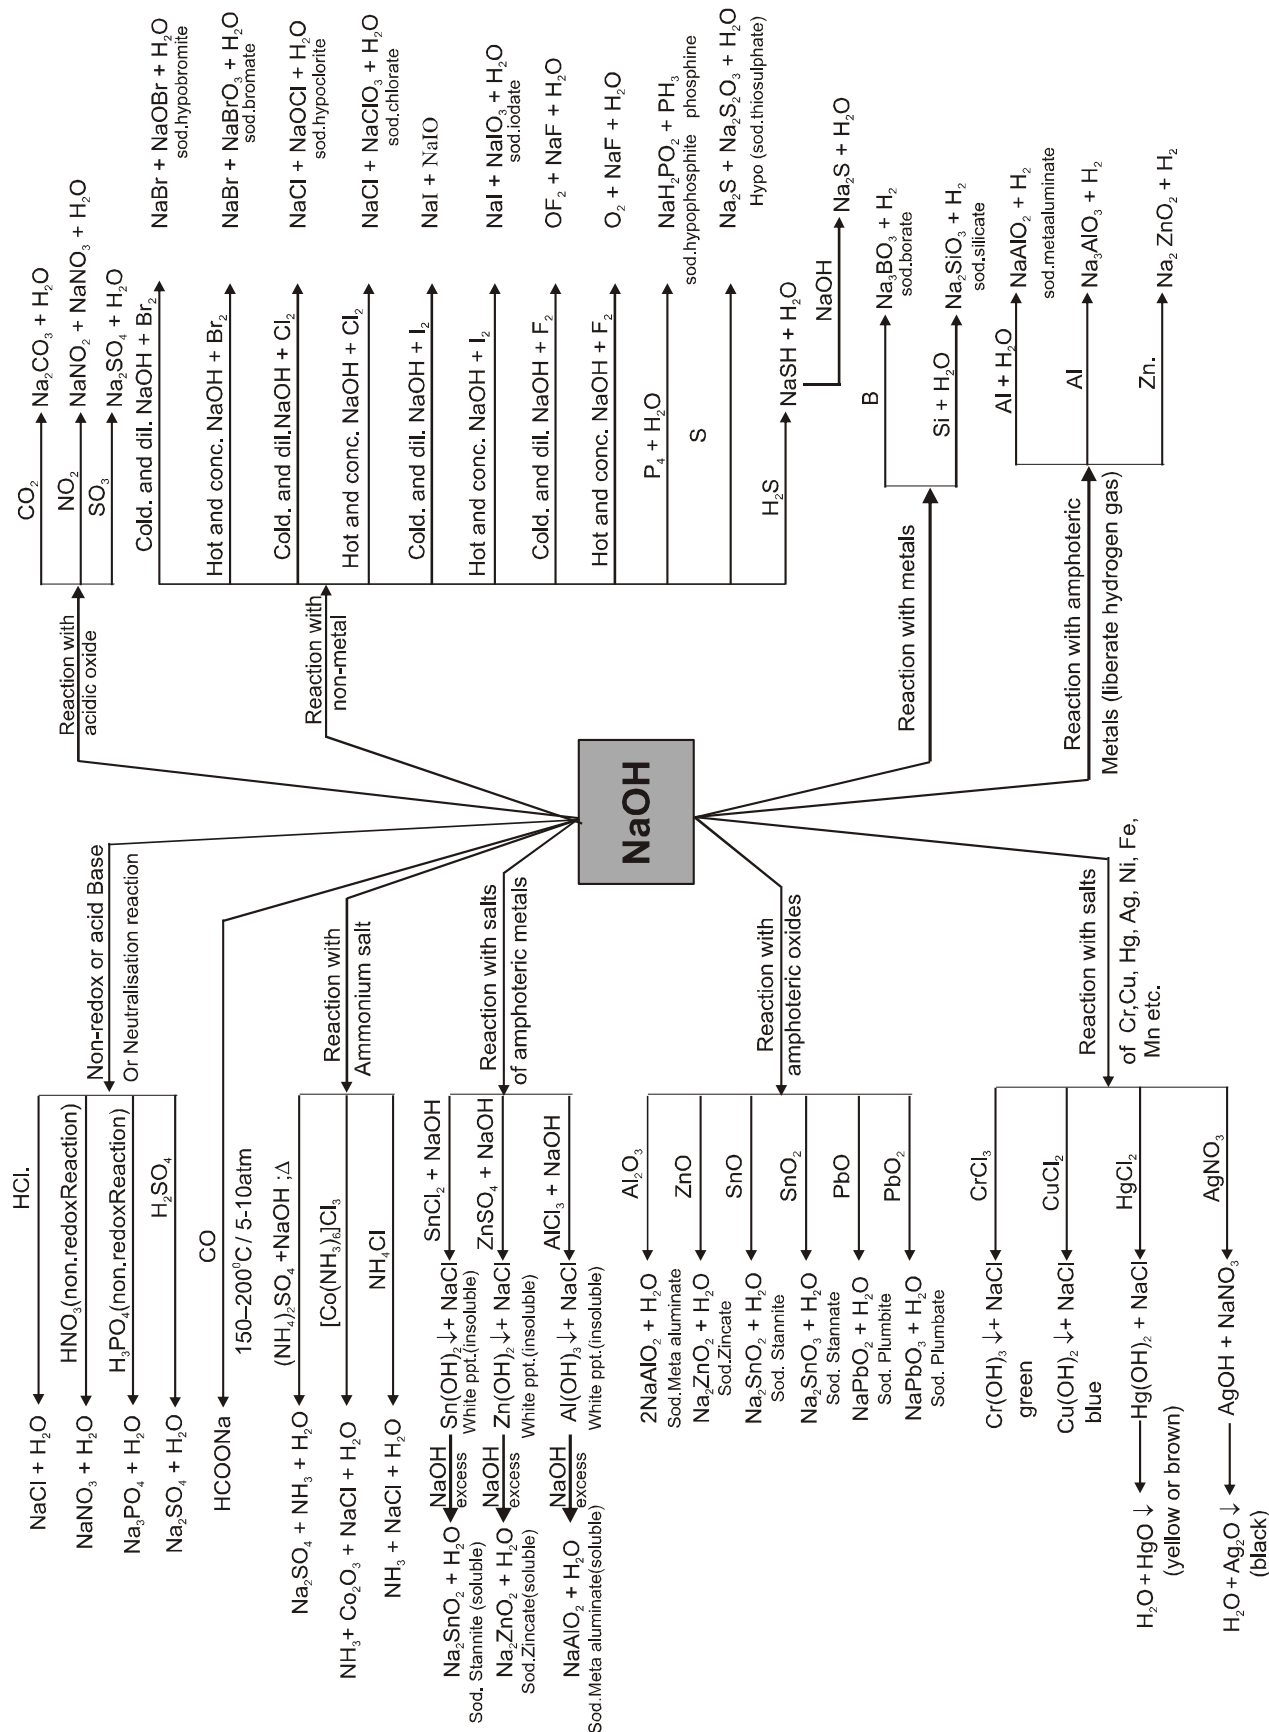 NaOH
Non-redox or acid Base
Or Neutralisation reaction
HCl.
NaCl + H₂O
HNO₃(non.redoxReaction)
NaNO₃ + H₂O
H₃PO₄(non.redoxReaction)
Na₃PO₄ + H₂O
H₂SO₄
Na₂SO₄ + H₂O
CO
150–200⁰C / 5-10atm
HCOONa
Reaction with
Ammonium salt
(NH₄)₂SO₄ +NaOH ;Δ
Na₂SO₄ + NH₃ + H₂O
[Co(NH₃)₆]Cl₃
NH₃+ Co₂O₃ + NaCl + H₂O
NH₄Cl
NH₃ + NaCl + H₂O
Reaction with salts
of amphoteric metals
SnCl₂ + NaOH
Sn(OH)₂↓+ NaCl
White ppt.(insoluble)
NaOH
excess
Na₂SnO₂ + H₂O
Sod. Stannite (soluble)
ZnSO₄ + NaOH
Zn(OH)₂↓+ NaCl
White ppt.(insoluble)
NaOH
excess
Na₂ZnO₂ + H₂O
Sod.Zincate(soluble)
AlCl₃ + NaOH
Al(OH)₃↓+ NaCl
White ppt.(insoluble)
NaOH
excess
NaAlO₂ + H₂O
Sod.Meta aluminate(soluble)
Reaction with
amphoteric oxides
Al₂O₃
2NaAlO₂ + H₂O
Sod.Meta aluminate
ZnO
Na₂ZnO₂ + H₂O
Sod.Zincate
SnO
Na₂SnO₂ + H₂O
Sod. Stannite
SnO₂
Na₂SnO₃ + H₂O
Sod. Stannate
PbO
NaPbO₂ + H₂O
Sod. Plumbite
PbO₂
NaPbO₃ + H₂O
Sod. Plumbate
Reaction with salts
of Cr,Cu, Hg, Ag, Ni, Fe,
Mn etc.
CrCl₃
Cr(OH)₃ ↓+ NaCl
green
CuCl₂
Cu(OH)₂ ↓+ NaCl
blue
HgCl₂
Hg(OH)₂ + NaCl
H₂O + HgO ↓
(yellow or brown)
AgNO₃
AgOH + NaNO₃
H₂O + Ag₂O ↓
(black)
Reaction with
acidic oxide
CO₂
Na₂CO₃ + H₂O
NO₂
NaNO₂ + NaNO₃ + H₂O
SO₃
Na₂SO₄ + H₂O
Reaction with
non-metal
Cold. and dil. NaOH + Br₂
NaBr + NaOBr + H₂O
sod.hypobromite
Hot and conc. NaOH + Br₂
NaBr + NaBrO₃ + H₂O
sod.bromate
Cold. and dil.NaOH + Cl₂
NaCl + NaOCl + H₂O
sod.hypoclorite
Hot and conc. NaOH + Cl₂
NaCl + NaClO₃ + H₂O
sod.chlorate
Cold. and dil. NaOH + I₂
NaI + NaIO
Hot and conc. NaOH + I₂
NaI + NaIO₃ + H₂O
sod.iodate
Cold. and dil. NaOH + F₂
OF₂ + NaF + H₂O
Hot and conc. NaOH + F₂
O₂ + NaF + H₂O
P₄ + H₂O
NaH₂PO₂ + PH₃
sod.hypophosphite phosphine
S
Na₂S + Na₂S₂O₃ + H₂O
Hypo (sod.thiosulphate)
H₂S
NaSH + H₂O
NaOH
Na₂S + H₂O
Reaction with metals
B
Na₃BO₃ + H₂
sod.borate
Si + H₂O
Na₂SiO₃ + H₂
sod.silicate
Reaction with amphoteric
Metals (liberate hydrogen gas)
Al + H₂O
NaAlO₂ + H₂
sod.metaaluminate
Al
Na₃AlO₃ + H₂
Zn.
Na₂ ZnO₂ + H₂